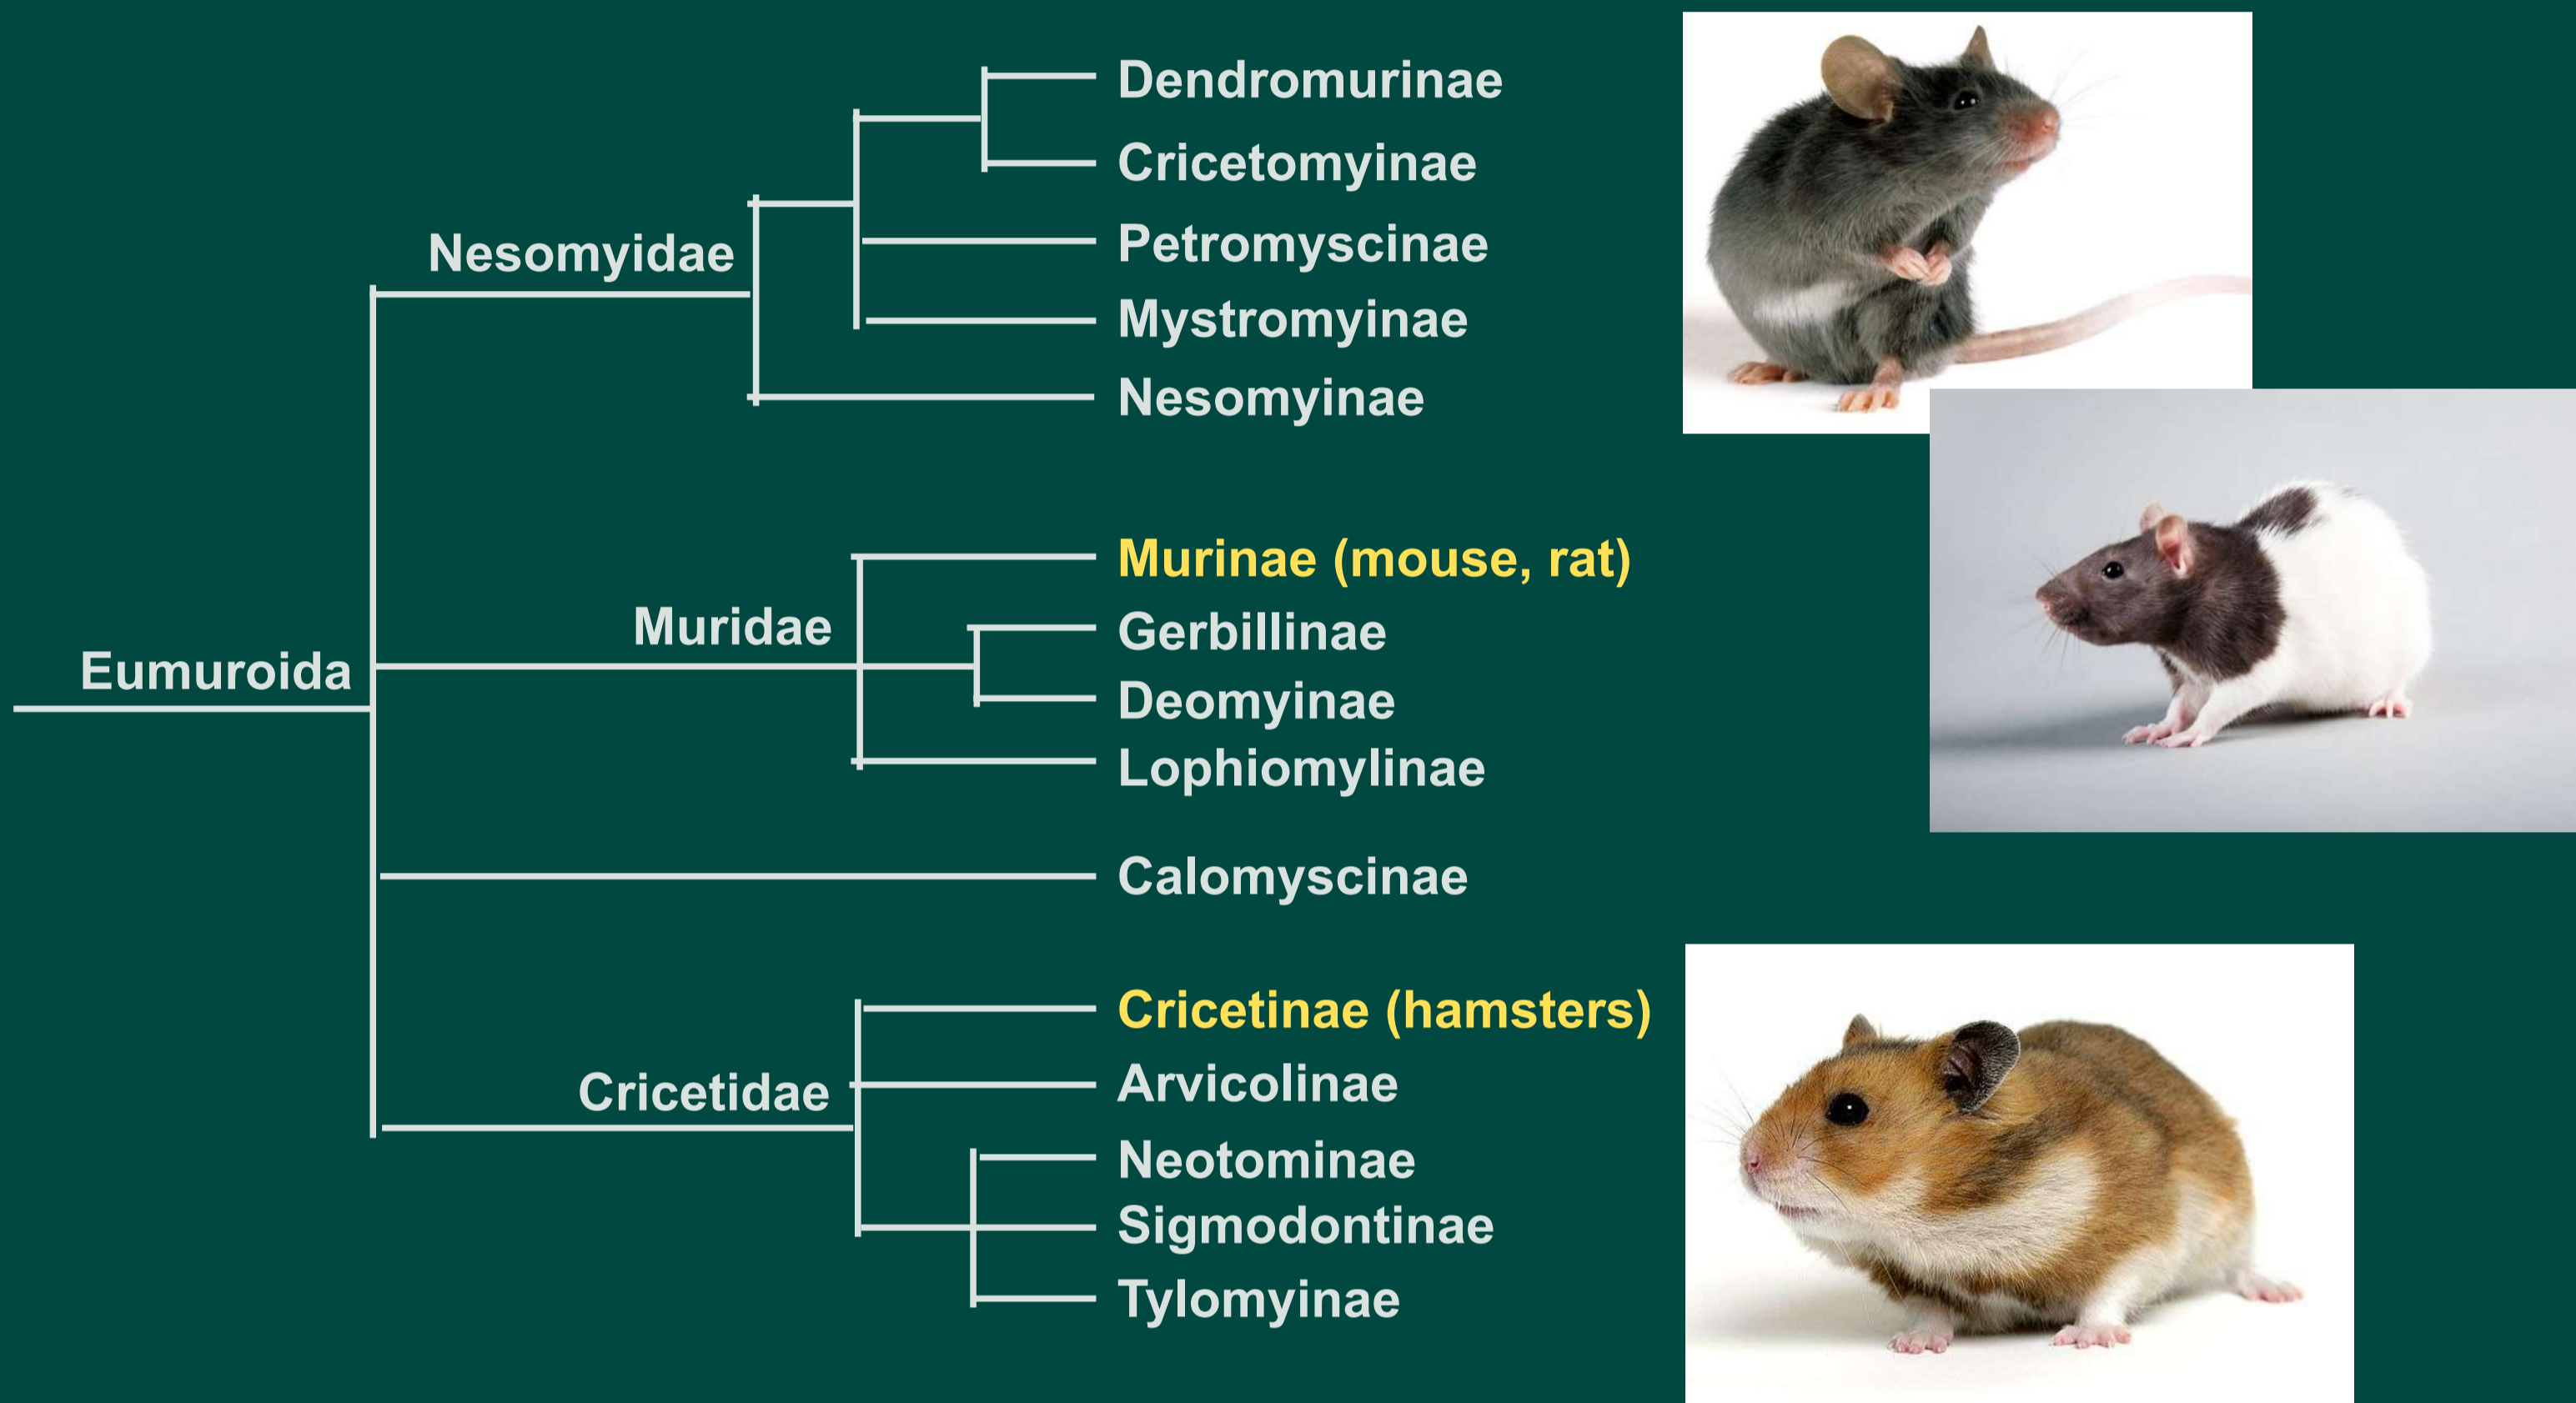 Dendromurinae
Cricetomyinae
Petromyscinae
Nesomyidae
Mystromyinae
Nesomyinae
Murinae (mouse, rat)
Muridae
Gerbillinae
Eumuroida
Deomyinae
Lophiomylinae
Calomyscinae
Cricetinae (hamsters)
Cricetidae
Arvicolinae
Neotominae
Sigmodontinae
Tylomyinae